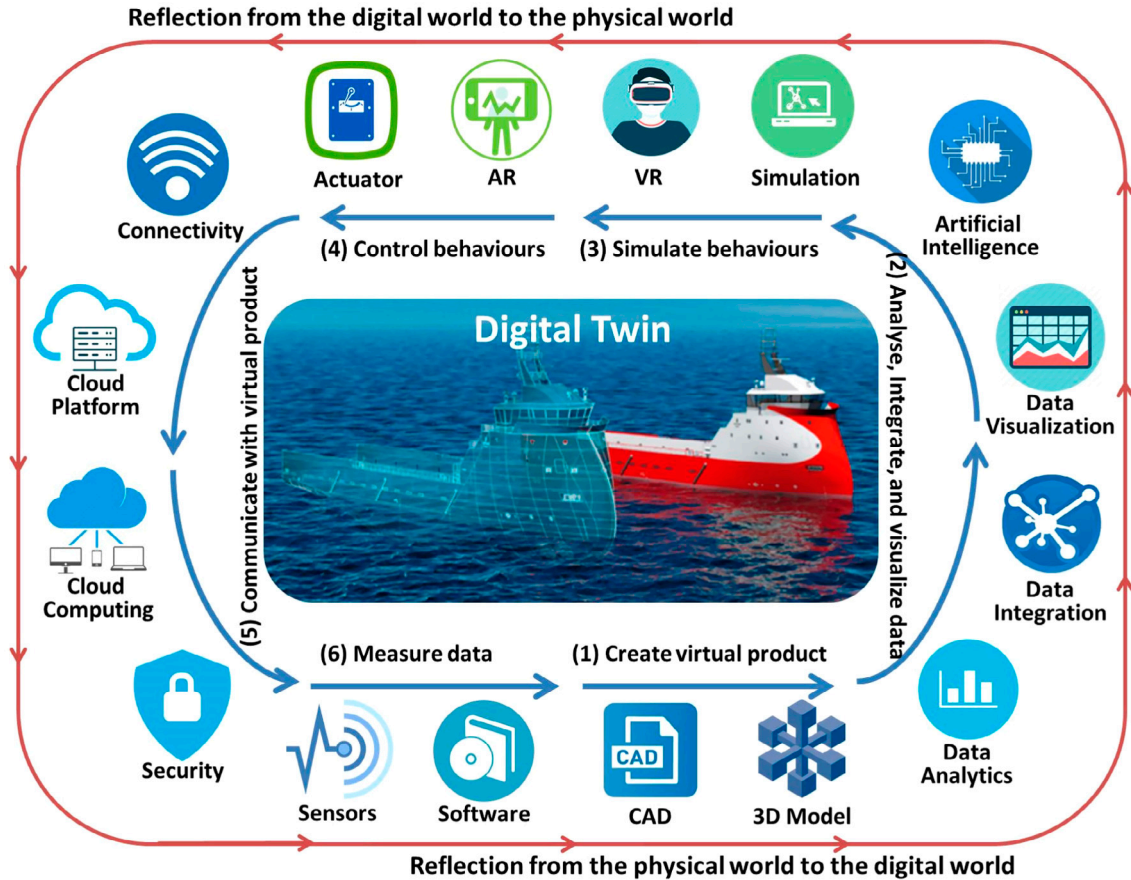 Reflection from the digital world to the physical world
Actuator
AR
VR
Simulation
Connectivity
Artificial
Intelligence
(4) Control behaviours
(3) Simulate behaviours
(2) Analyse, Integrate, and visualize data
(5) Communicate with virtual product
Digital Twin
Cloud
Platform
Data
Visualization
Cloud
Computing
Data
Integration
(6) Measure data
(1) Create virtual product
Security
CAD
Data
Analytics
Sensors
Software
CAD
3D Model
Reflection from the physical world to the digital world